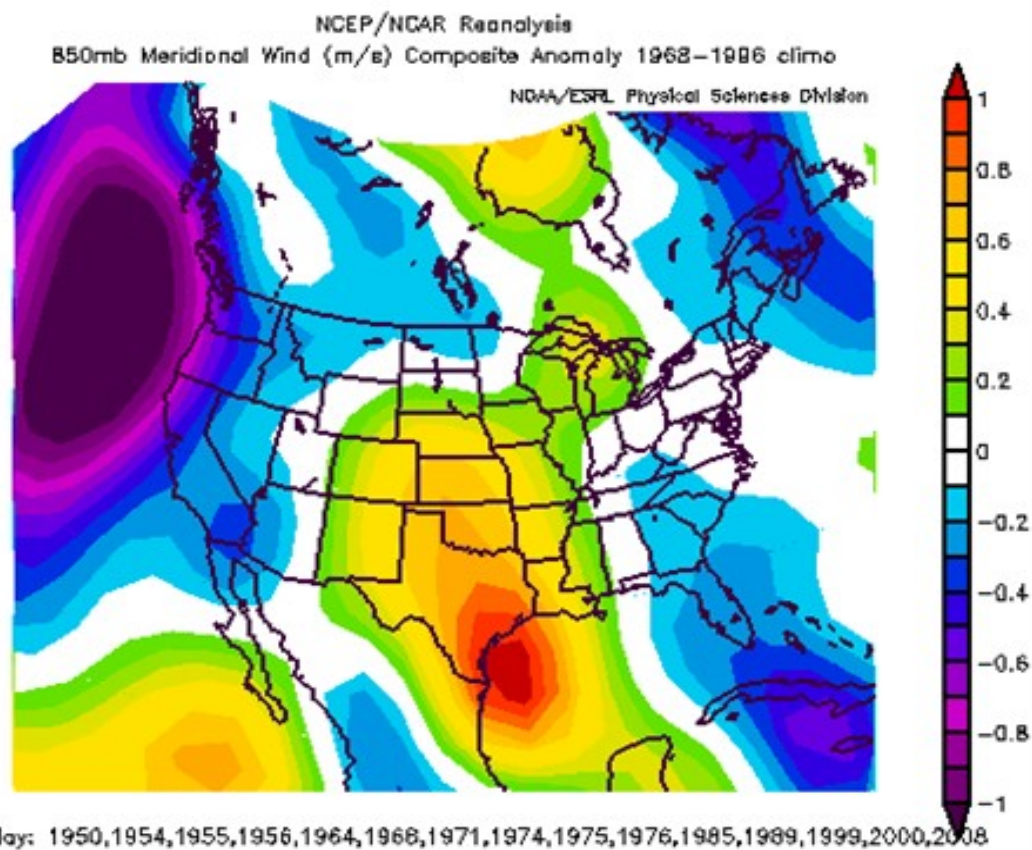 NCEP/NCAR Reanalysis
850mb Meridional Wind (m/s) Composite Anomaly 1968-1996 climo
NOAA/ESRL Physical Sciences Division
1
0.8
0.6
0.4
0.2
0
-0.2
-0.4
-0.6
-0.8
-1
ay: 1950,1954,1955,1956,1964,1968,1971,1974,1975,1976,1985,1989,1999,2000,2008